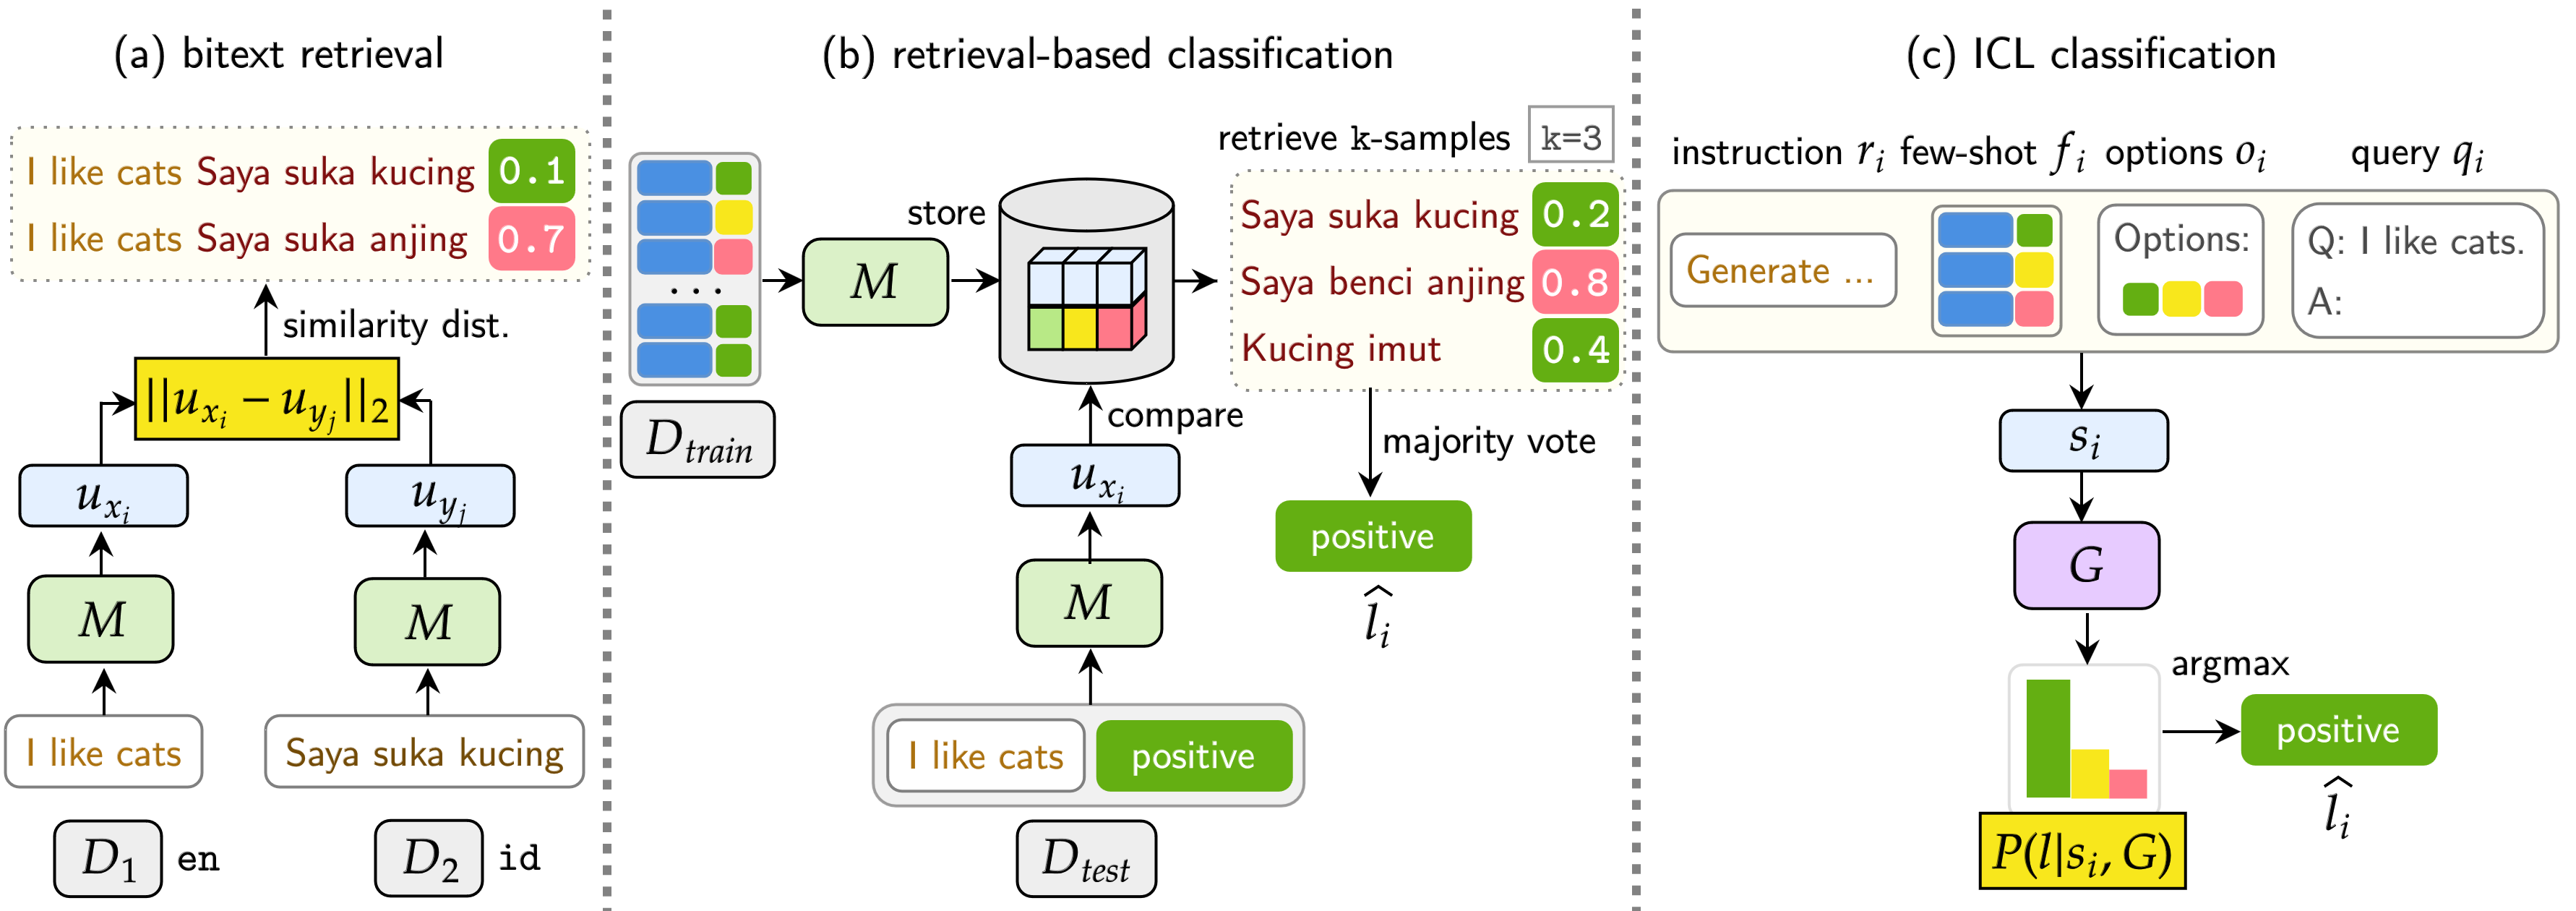 (a) bitext retrieval
I like cats Saya suka kucing 0.1
I like cats Saya suka anjing 0.7
similarity dist.
||u_{x_i} − u_{y_j}||_2
u_{x_i}
u_{y_j}
M
M
I like cats
Saya suka kucing
D_1 en
D_2 id
(b) retrieval-based classification
retrieve k-samples k=3
store
M
...
D_{train}
Saya suka kucing 0.2
Saya benci anjing 0.8
Kucing imut 0.4
compare
majority vote
u_{x_i}
positive
\hat{l}_i
M
I like cats positive
D_{test}
(c) ICL classification
instruction r_i few-shot f_i options o_i query q_i
Generate ...
Options:
Q: I like cats.
A:
s_i
G
argmax
positive
\hat{l}_i
P(l|s_i, G)